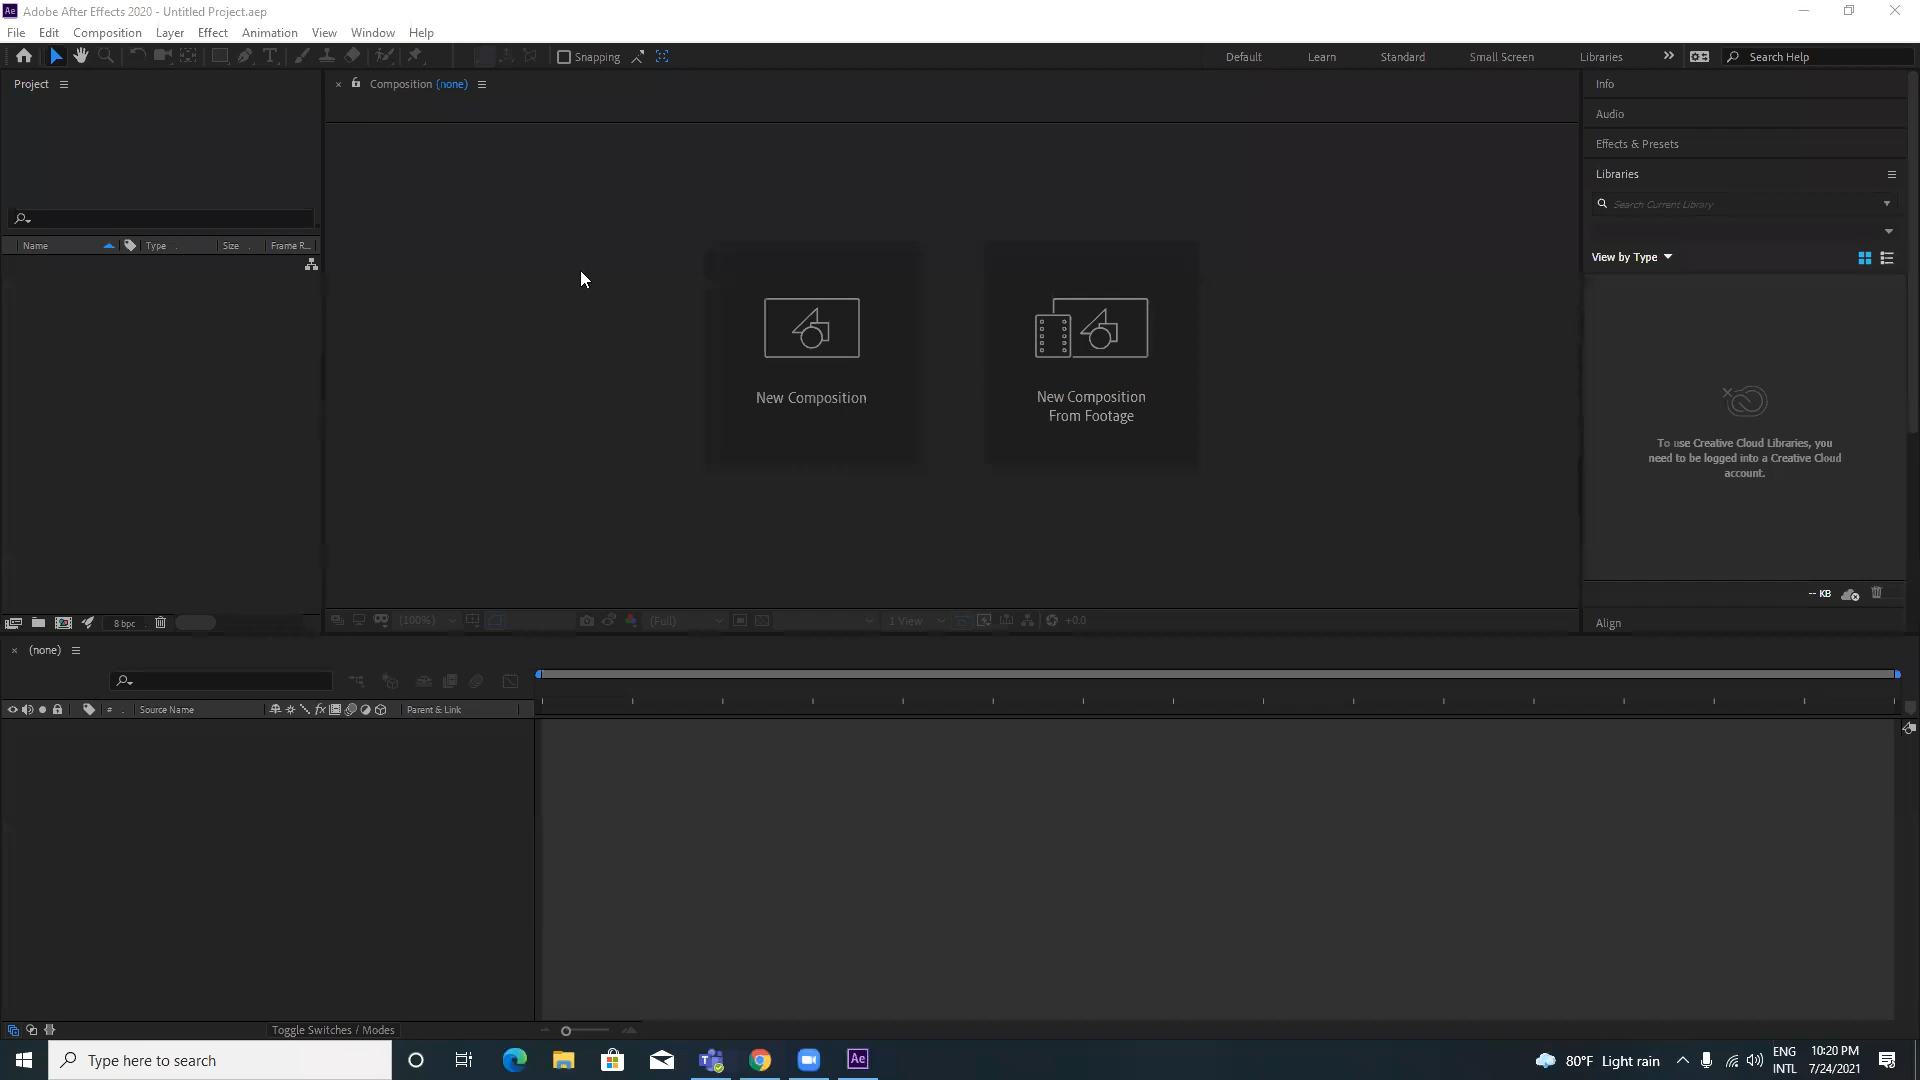 Ae Adobe After Effects 2020 - Untitled Project.aep
File Edit Composition Layer Effect Animation View Window Help
Snapping Default Learn Standard Small Screen Libraries Search Help
Project
Composition (none)
Info
Audio
Effects & Presets
Libraries
Search Current Library
Name Type Size Frame R...
View by Type
New Composition
New Composition
From Footage
To use Creative Cloud Libraries, you
need to be logged into a Creative Cloud
account.
-- KB
8 bpc
(100%) (Full) 1 View +0.0
Align
(none)
# Source Name fx Parent & Link
Toggle Switches / Modes
Type here to search
Ae
80°F Light rain
ENG
INTL
10:20 PM
7/24/2021